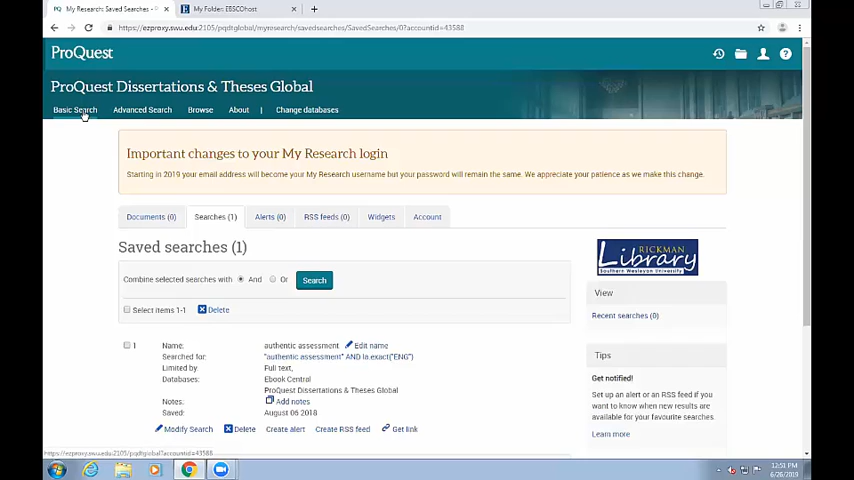 My Research: Saved Searches -
My Folder: EBSCOhost
https://ezproxy.swu.edu:2105/pqdtglobal/myresearch/savedsearches/SavedSearches/0?accountid=43588
ProQuest
ProQuest Dissertations & Theses Global
Basic Search Advanced Search Browse About | Change databases
Important changes to your My Research login
Starting in 2019 your email address will become your My Research username but your password will remain the same. We appreciate your patience as we make this change.
Documents (0) Searches (1) Alerts (0) RSS feeds (0) Widgets Account
Saved searches (1)
Combine selected searches with And Or Search
Select items 1-1 Delete
1 Name: authentic assessment Edit name
Searched for: "authentic assessment" AND la.exact("ENG")
Limited by: Full text,
Databases: Ebook Central
ProQuest Dissertations & Theses Global
Notes: Add notes
Saved: August 06 2018
Modify Search Delete Create alert Create RSS feed Get link
RICKMAN
Library
Southern Wesleyan University
View
Recent searches (0)
Tips
Get notified!
Set up an alert or an RSS feed if you
want to know when new results are
available for your favourite searches.
Learn more
https://ezproxy.swu.edu:2105/pqdtglobal?accountid=43588
12:51 PM
6/26/2019